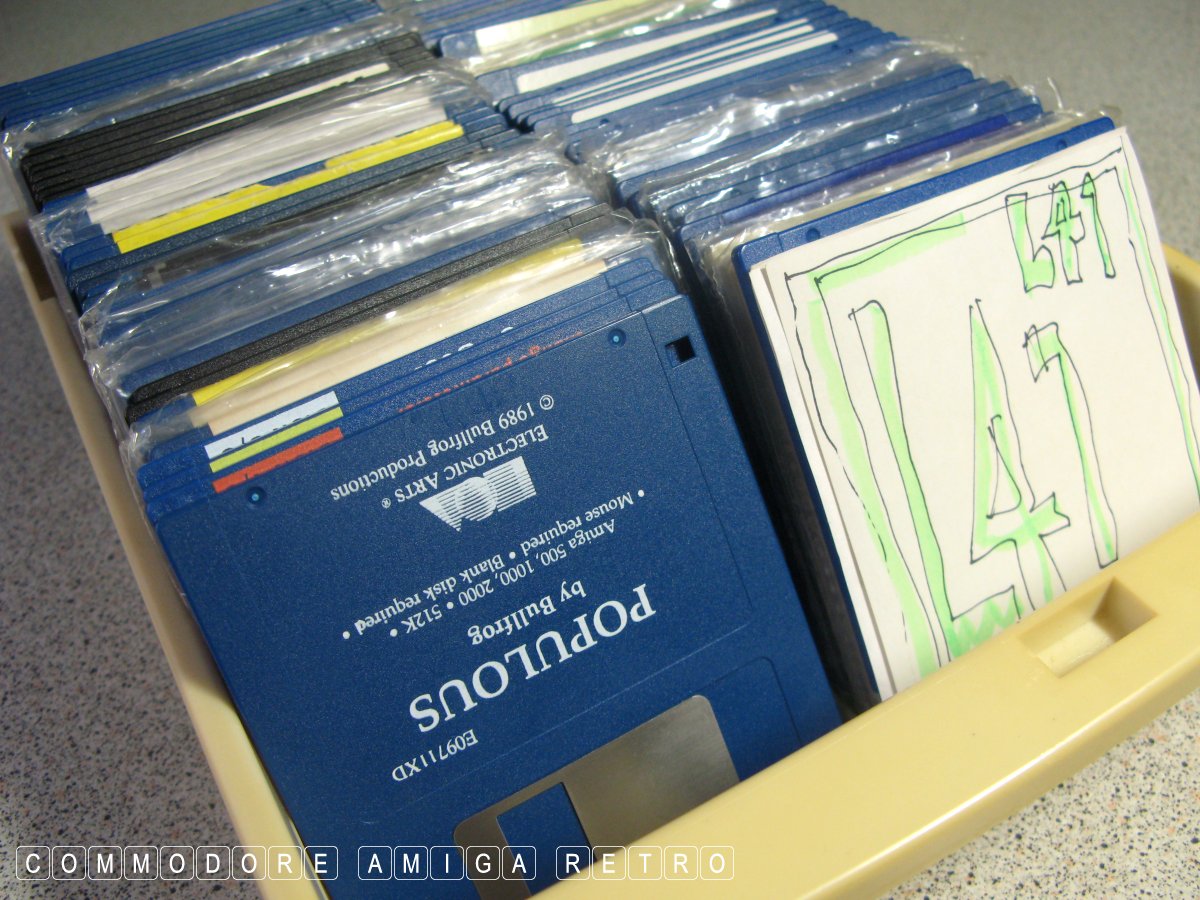 E09711XD
POPULOUS
by Bullfrog
Amiga 500, 1000, 2000 • 512K •
• Mouse required • Blank disk required •
ELECTRONIC ARTS ®
© 1989 Bullfrog Productions
L41
L41
COMMODORE AMIGA RETRO